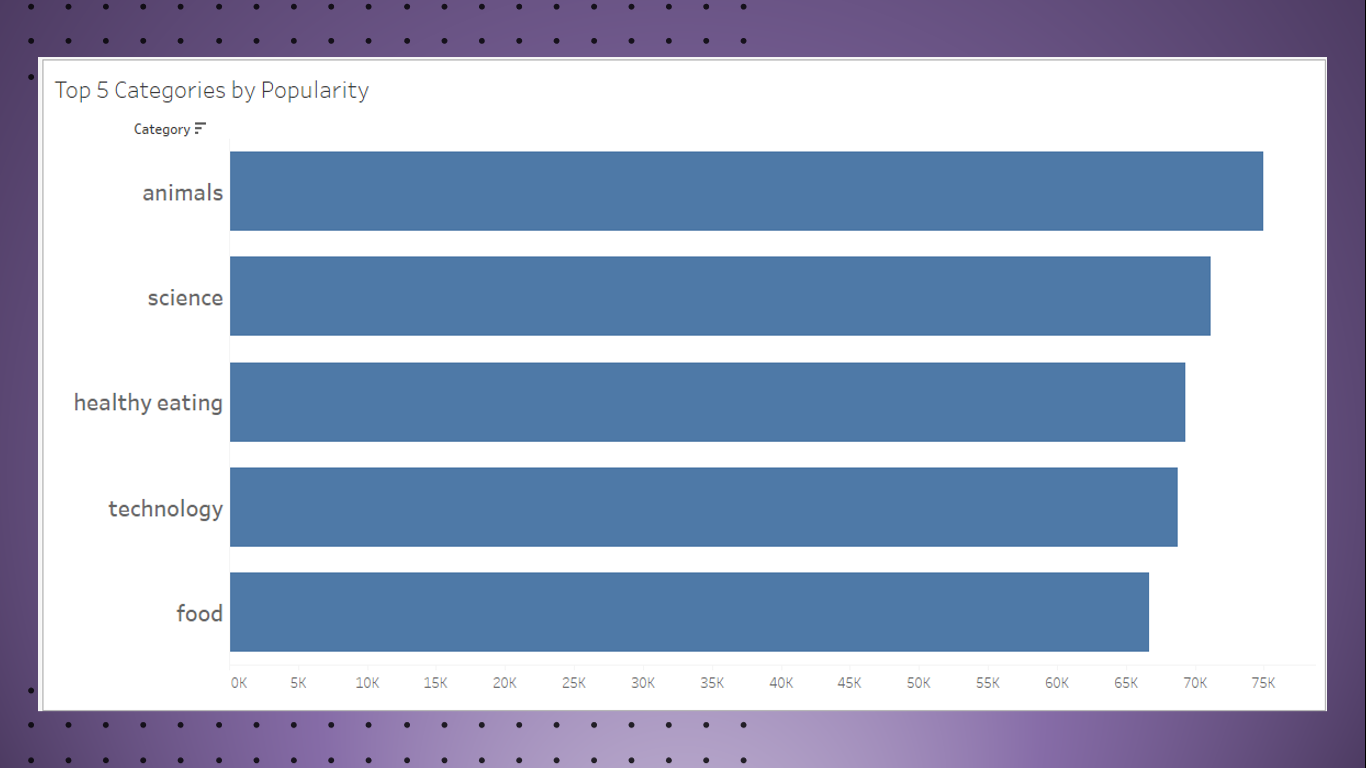 Top 5 Categories by Popularity
Category
animals
science
healthy eating
technology
food
0K 5K 10K 15K 20K 25K 30K 35K 40K 45K 50K 55K 60K 65K 70K 75K